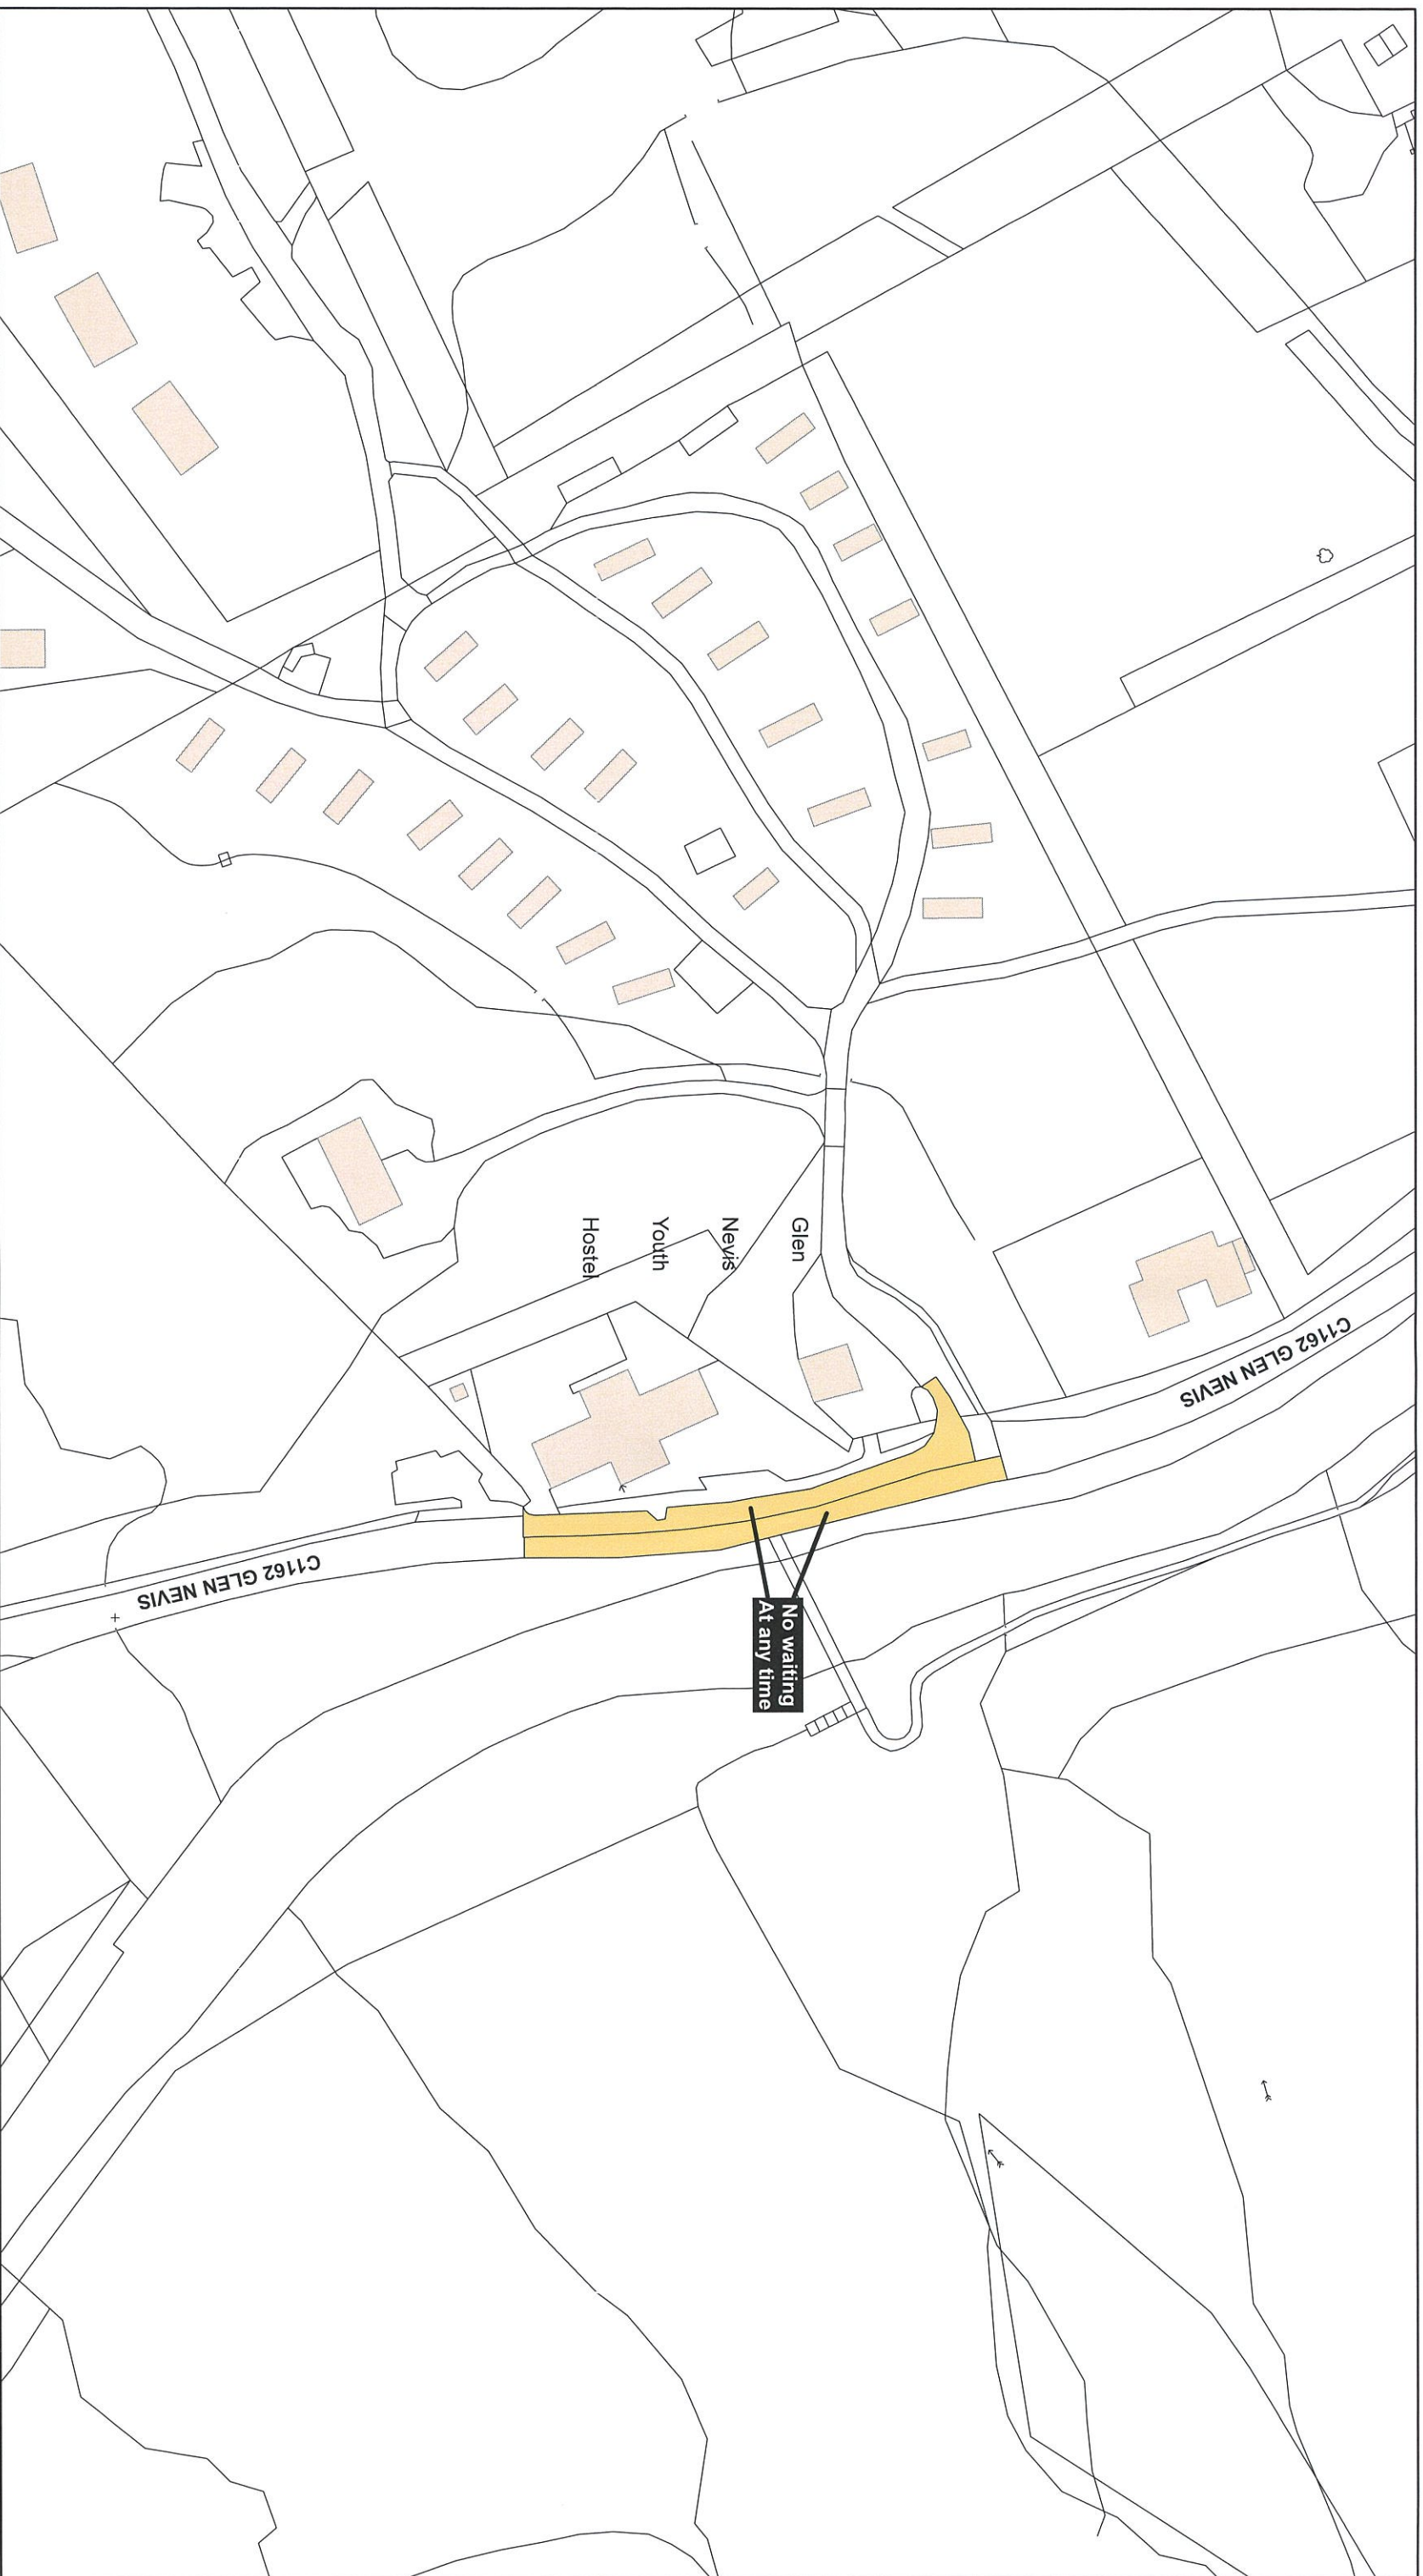 Glen
Nevis
Youth
Hostel
C1162 GLEN NEVIS
No waiting
At any time
C1162 GLEN NEVIS